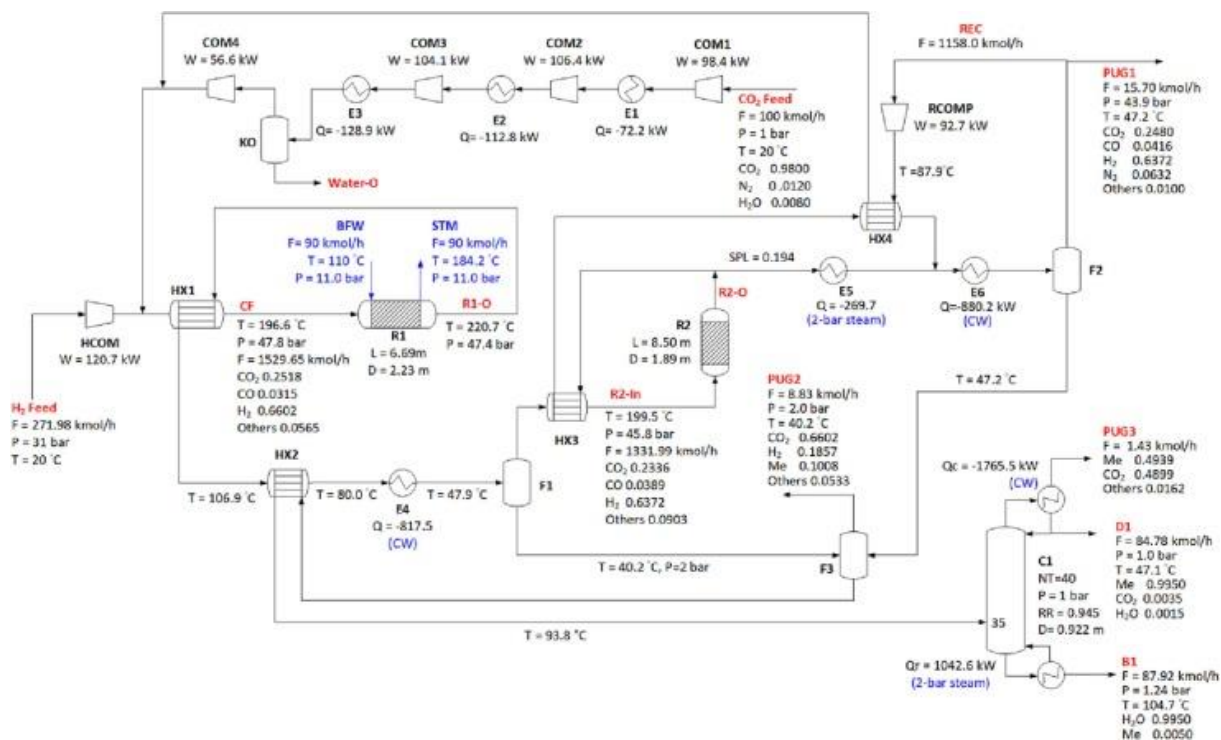 COM4
W = 56.6 kW
COM3
W = 104.1 kW
COM2
W = 106.4 kW
COM1
W = 98.4 kW
REC
F = 1158.0 kmol/h
E3
Q= -128.9 kW
E2
Q= -112.8 kW
E1
Q= -72.2 kW
KO
Water-O
CO₂ Feed
F = 100 kmol/h
P = 1 bar
T = 20 °C
CO₂ 0.9800
N₂ 0.0120
H₂O 0.0080
RCOMP
W = 92.7 kW
T =87.9°C
HX4
PUG1
F = 15.70 kmol/h
P = 43.9 bar
T = 47.2 °C
CO₂ 0.2480
CO 0.0416
H₂ 0.6372
N₂ 0.0632
Others 0.0100
BFW
F= 90 kmol/h
T = 110 °C
P = 11.0 bar
STM
F= 90 kmol/h
T = 184.2 °C
P = 11.0 bar
HX1
HCOM
W = 120.7 kW
CF
T = 196.6 °C
P = 47.8 bar
F = 1529.65 kmol/h
CO₂ 0.2518
CO 0.0315
H₂ 0.6602
Others 0.0565
R1
L = 6.69m
D = 2.23 m
R1-O
T = 220.7 °C
P = 47.4 bar
H₂ Feed
F = 271.98 kmol/h
P = 31 bar
T = 20 °C
SPL = 0.194
R2-O
E5
Q = -269.7
(2-bar steam)
E6
Q=-880.2 kW
(CW)
F2
R2
L = 8.50 m
D = 1.89 m
HX3
R2-In
T = 199.5 °C
P = 45.8 bar
F = 1331.99 kmol/h
CO₂ 0.2336
CO 0.0389
H₂ 0.6372
Others 0.0903
T = 47.2 °C
PUG2
F = 8.83 kmol/h
P = 2.0 bar
T = 40.2 °C
CO₂ 0.6602
H₂ 0.1857
Me 0.1008
Others 0.0533
HX2
T = 106.9 °C
T = 80.0 °C
E4
Q = -817.5
(CW)
T = 47.9 °C
F1
T = 40.2 °C, P=2 bar
F3
T = 93.8 °C
Qc = -1765.5 kW
(CW)
PUG3
F = 1.43 kmol/h
Me 0.4939
CO₂ 0.4899
Others 0.0162
D1
F = 84.78 kmol/h
P = 1.0 bar
T = 47.1 °C
Me 0.9950
CO₂ 0.0035
H₂O 0.0015
C1
NT=40
P = 1 bar
RR = 0.945
D= 0.922 m
35
Qr = 1042.6 kW
(2-bar steam)
B1
F = 87.92 kmol/h
P = 1.24 bar
T = 104.7 °C
H₂O 0.9950
Me 0.0050